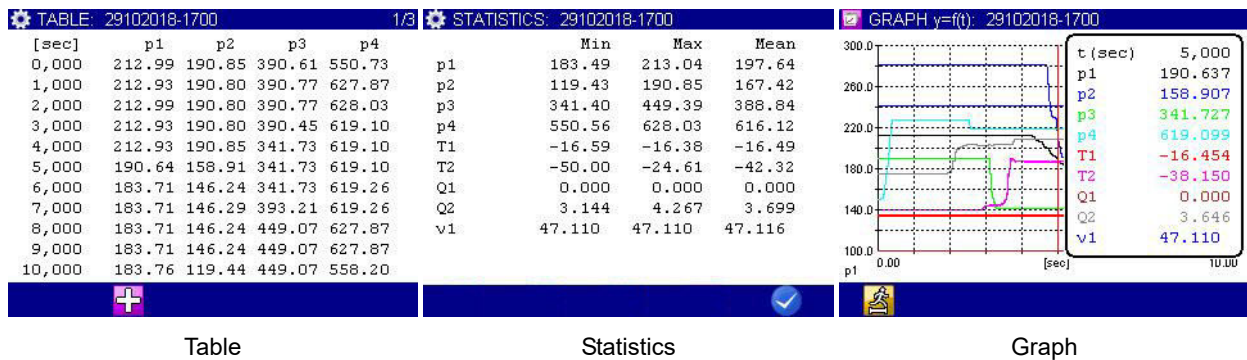 TABLE: 29102018-1700 1/3
[sec] p1 p2 p3 p4
0,000 212.99 190.85 390.61 550.73
1,000 212.93 190.80 390.77 627.87
2,000 212.99 190.80 390.77 628.03
3,000 212.93 190.80 390.45 619.10
4,000 212.93 190.85 341.73 619.10
5,000 190.64 158.91 341.73 619.10
6,000 183.71 146.24 341.73 619.26
7,000 183.71 146.29 393.21 619.26
8,000 183.71 146.24 449.07 627.87
9,000 183.71 146.24 449.07 627.87
10,000 183.76 119.44 449.07 558.20
Table
STATISTICS: 29102018-1700
Min Max Mean
p1 183.49 213.04 197.64
p2 119.43 190.85 167.42
p3 341.40 449.39 388.84
p4 550.56 628.03 616.12
T1 -16.59 -16.38 -16.49
T2 -50.00 -24.61 -42.32
Q1 0.000 0.000 0.000
Q2 3.144 4.267 3.699
v1 47.110 47.110 47.116
Statistics
GRAPH y=f(t): 29102018-1700
300.0
260.0
220.0
180.0
140.0
100.0
p1 0.00 [sec] 10.00
t(sec) 5,000
p1 190.637
p2 158.907
p3 341.727
p4 619.099
T1 -16.454
T2 -38.150
Q1 0.000
Q2 3.646
v1 47.110
Graph